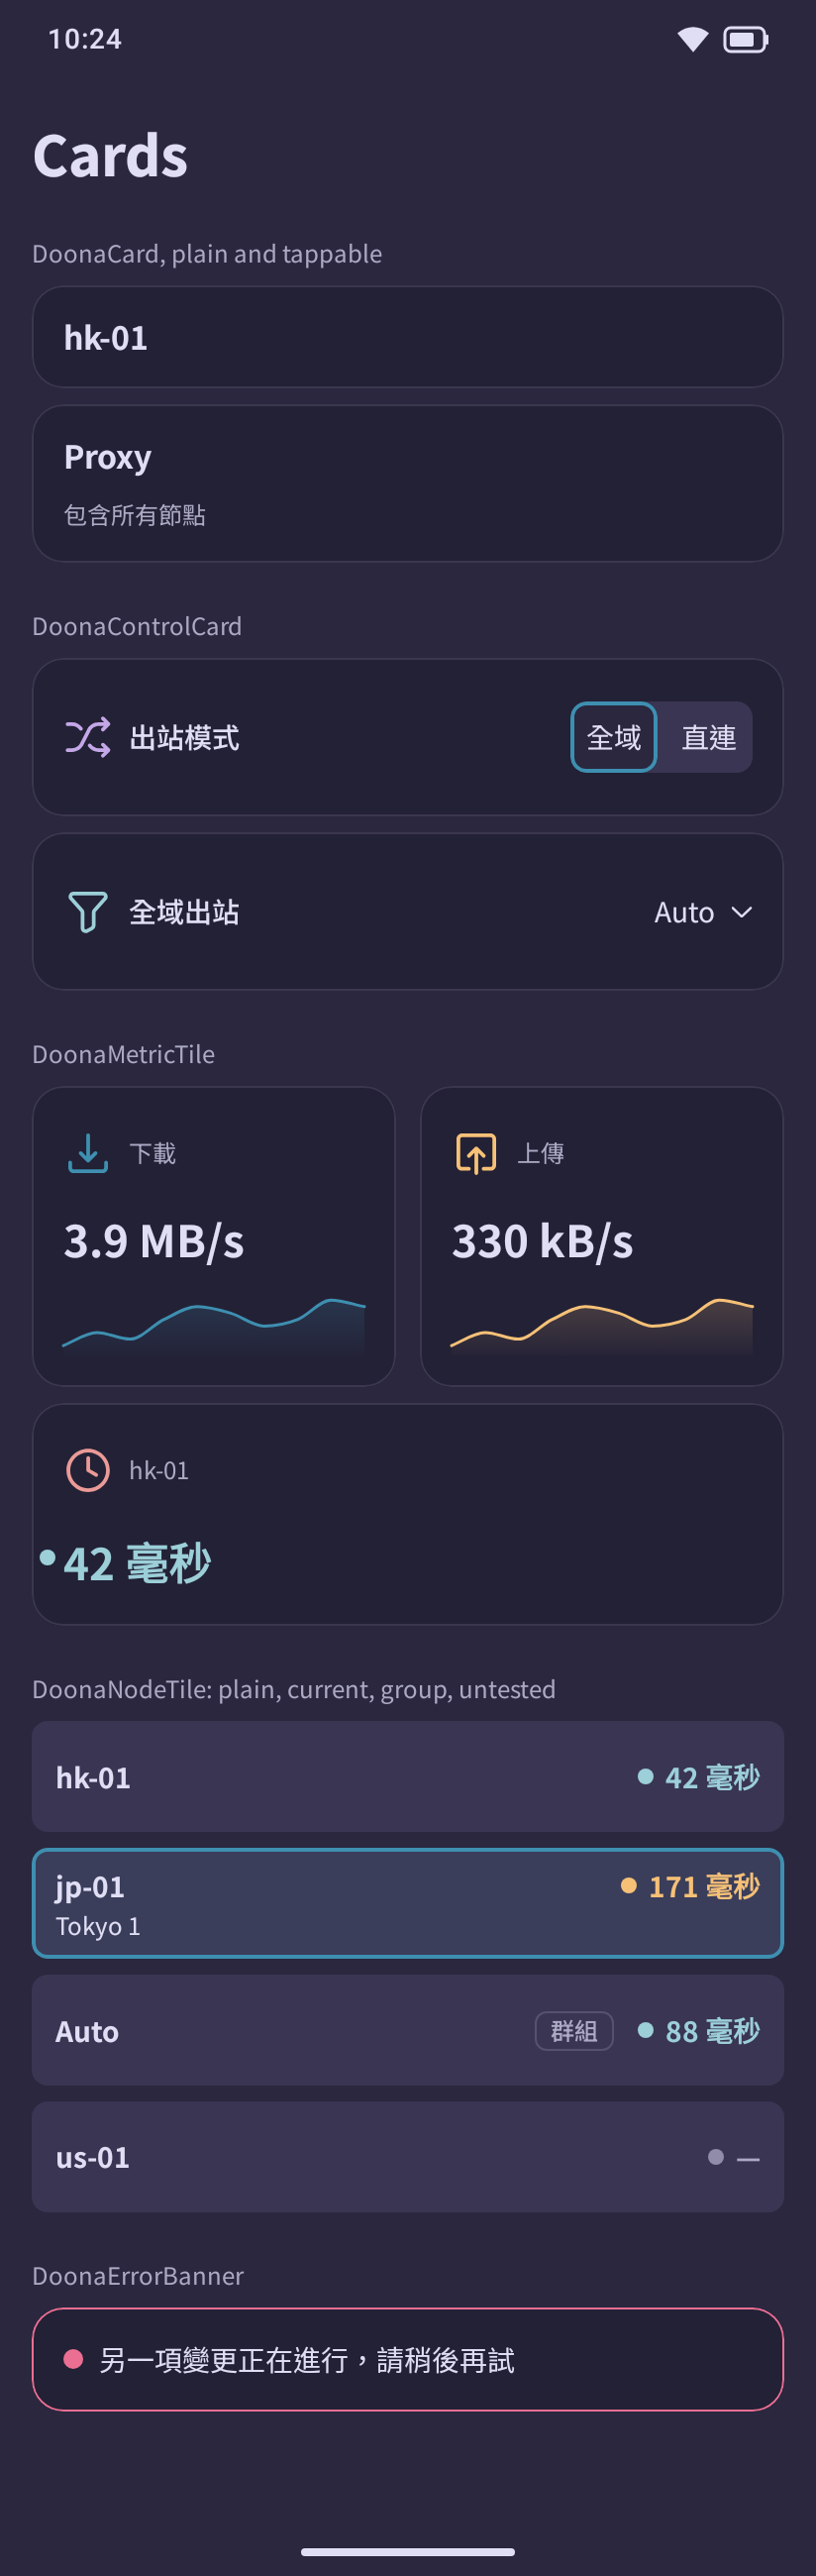 10:24
Cards
DoonaCard, plain and tappable
hk-01
Proxy
包含所有節點
DoonaControlCard
出站模式
全域
直連
全域出站
Auto
DoonaMetricTile
下載
上傳
3.9 MB/s
330 kB/s
hk-01
42 毫秒
DoonaNodeTile: plain, current, group, untested
hk-01
42 毫秒
jp-01
171 毫秒
Tokyo 1
Auto
群組
88 毫秒
us-01
—
DoonaErrorBanner
另一項變更正在進行，請稍後再試